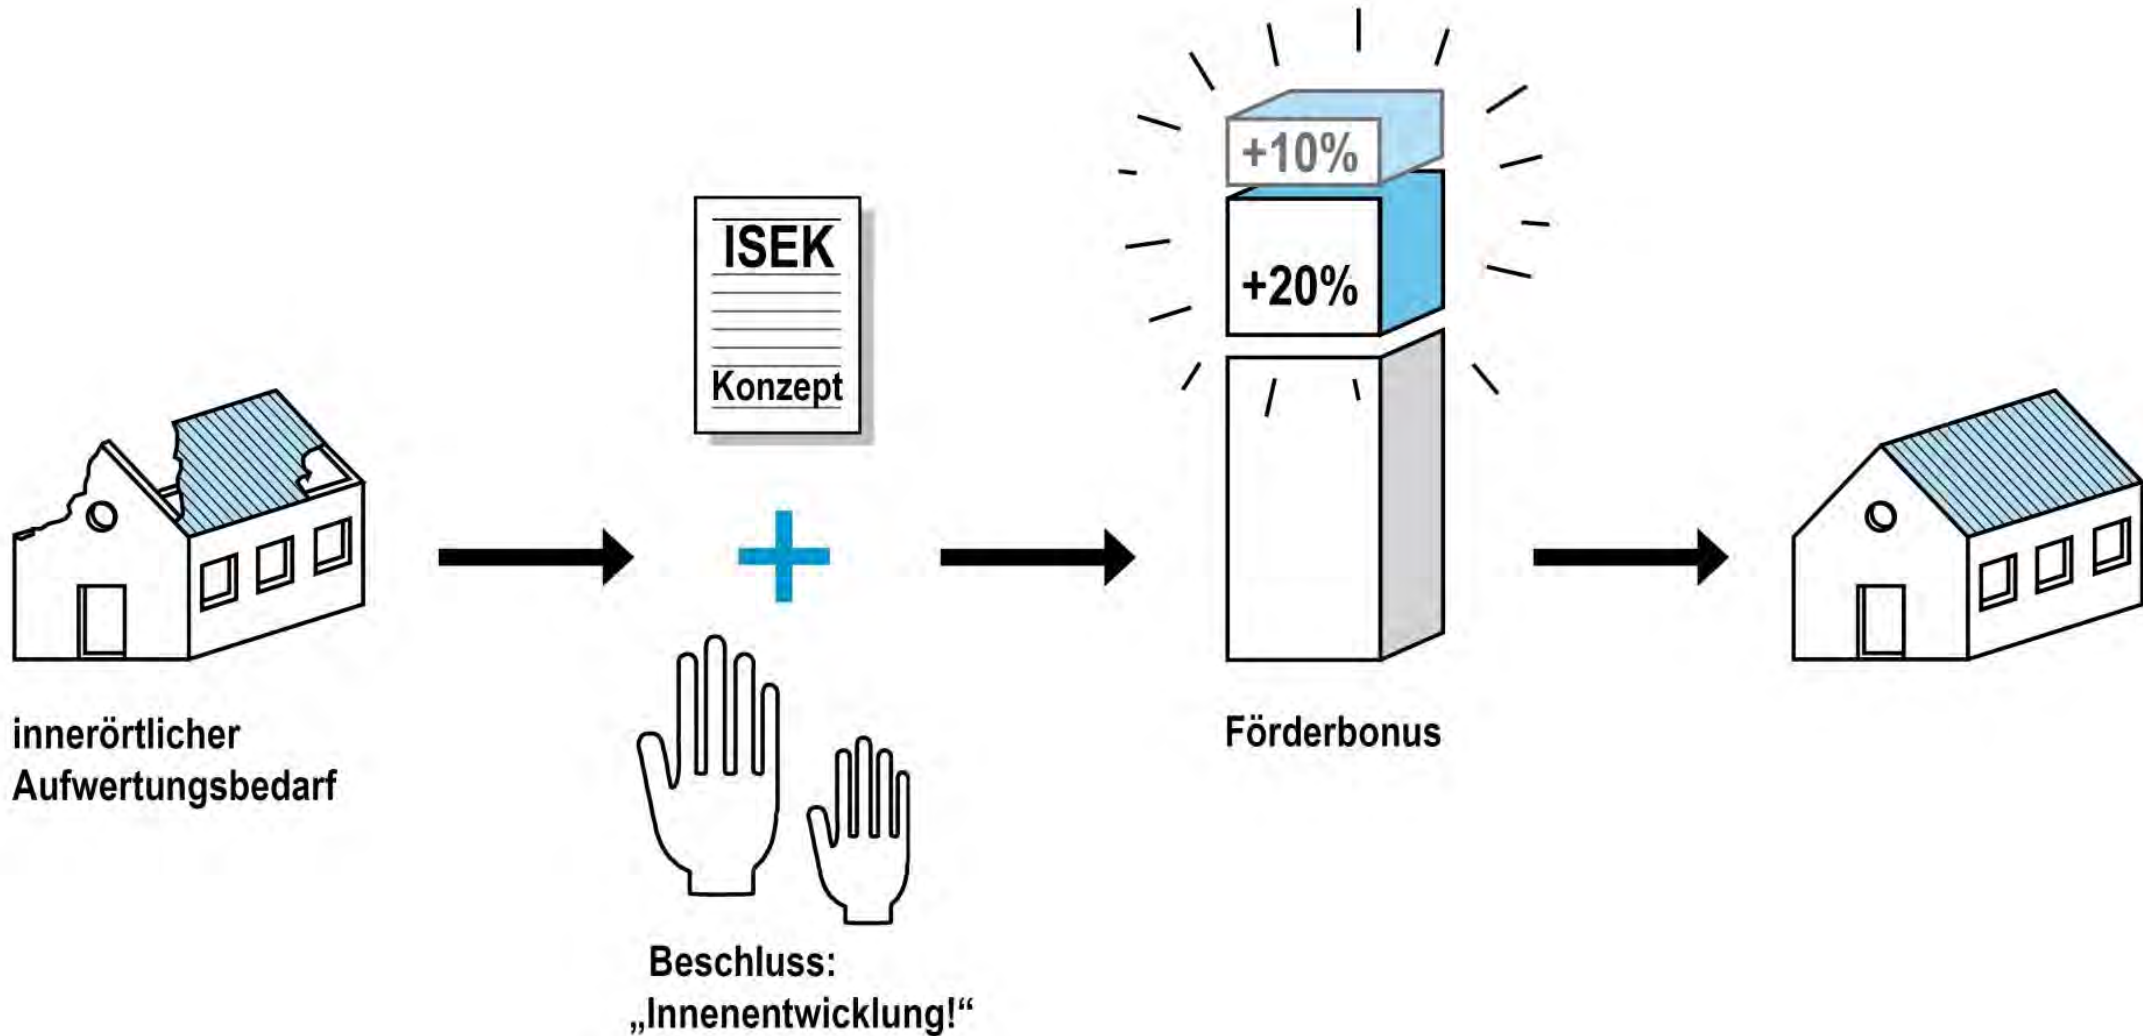 innerörtlicher
Aufwertungsbedarf
ISEK
Konzept
Beschluss:
„Innenentwicklung!“
+10%
+20%
Förderbonus